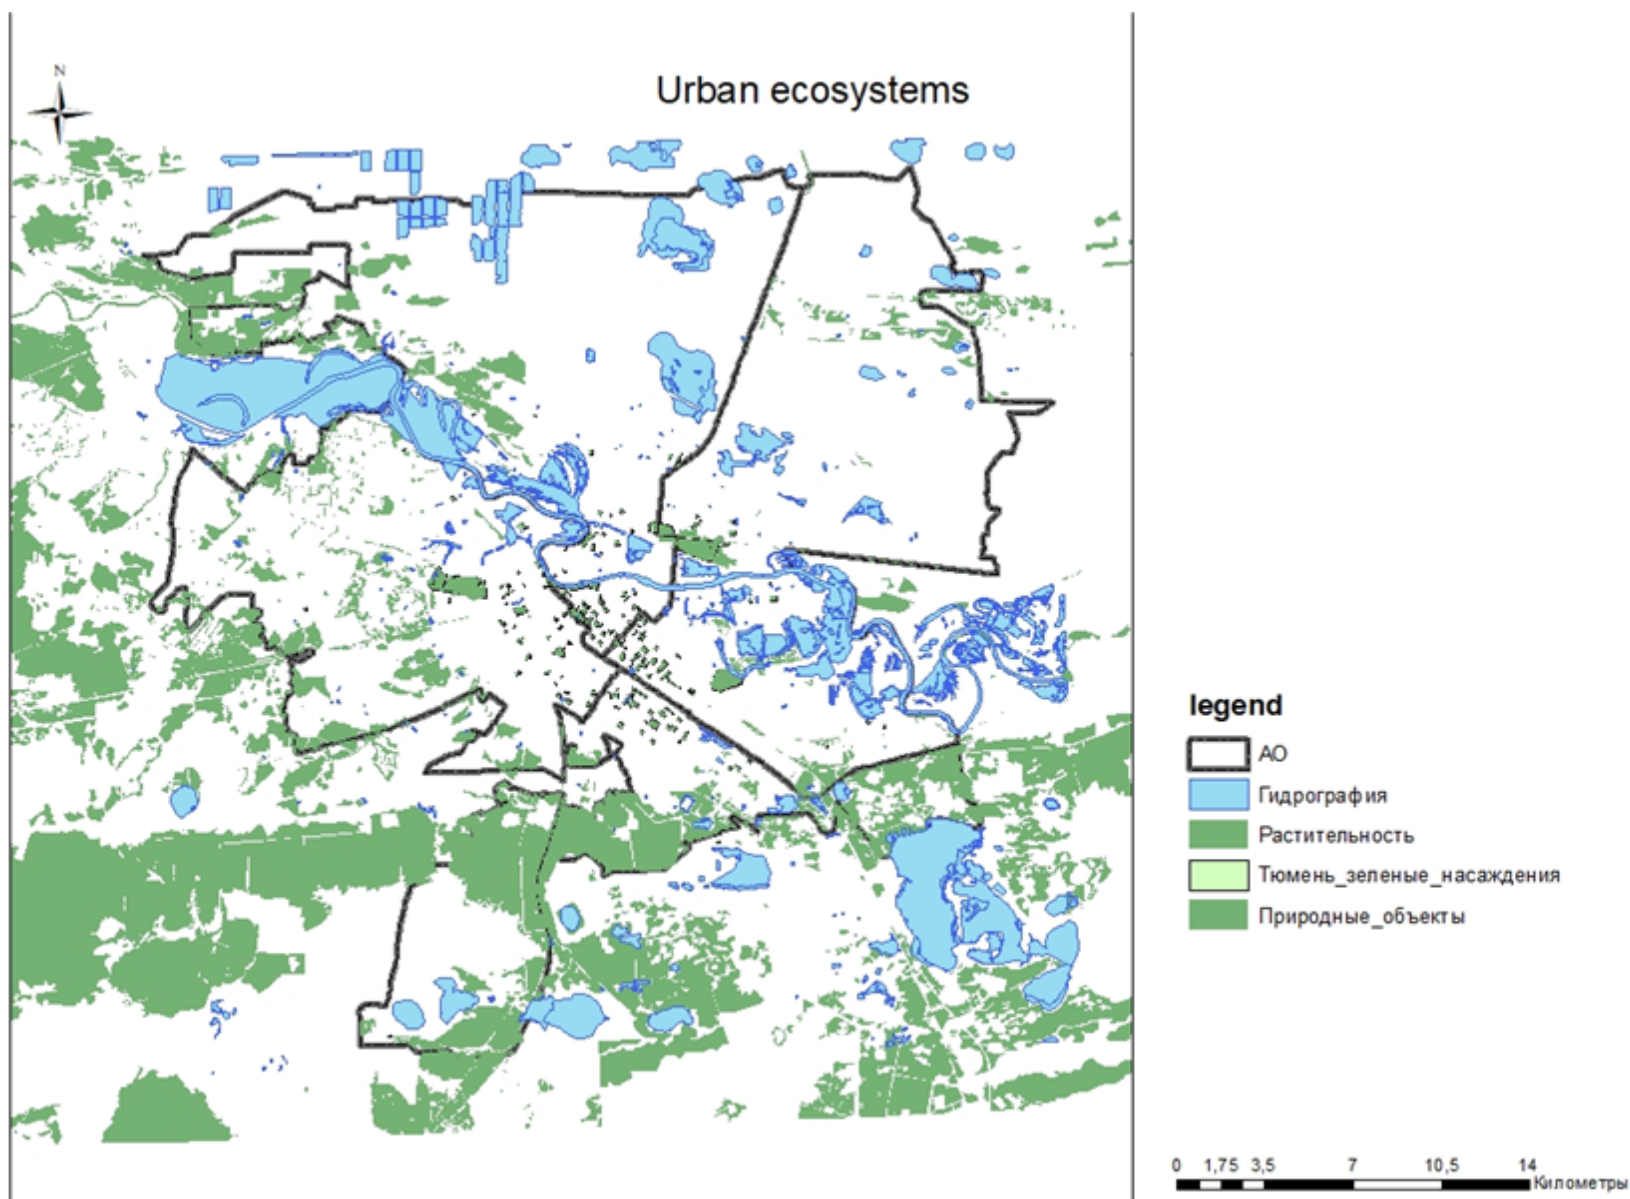 N
Urban ecosystems
legend
АО
Гидрография
Растительность
Тюмень_зеленые_насаждения
Природные_объекты
0 1,75 3,5 7 10,5 14
Километры